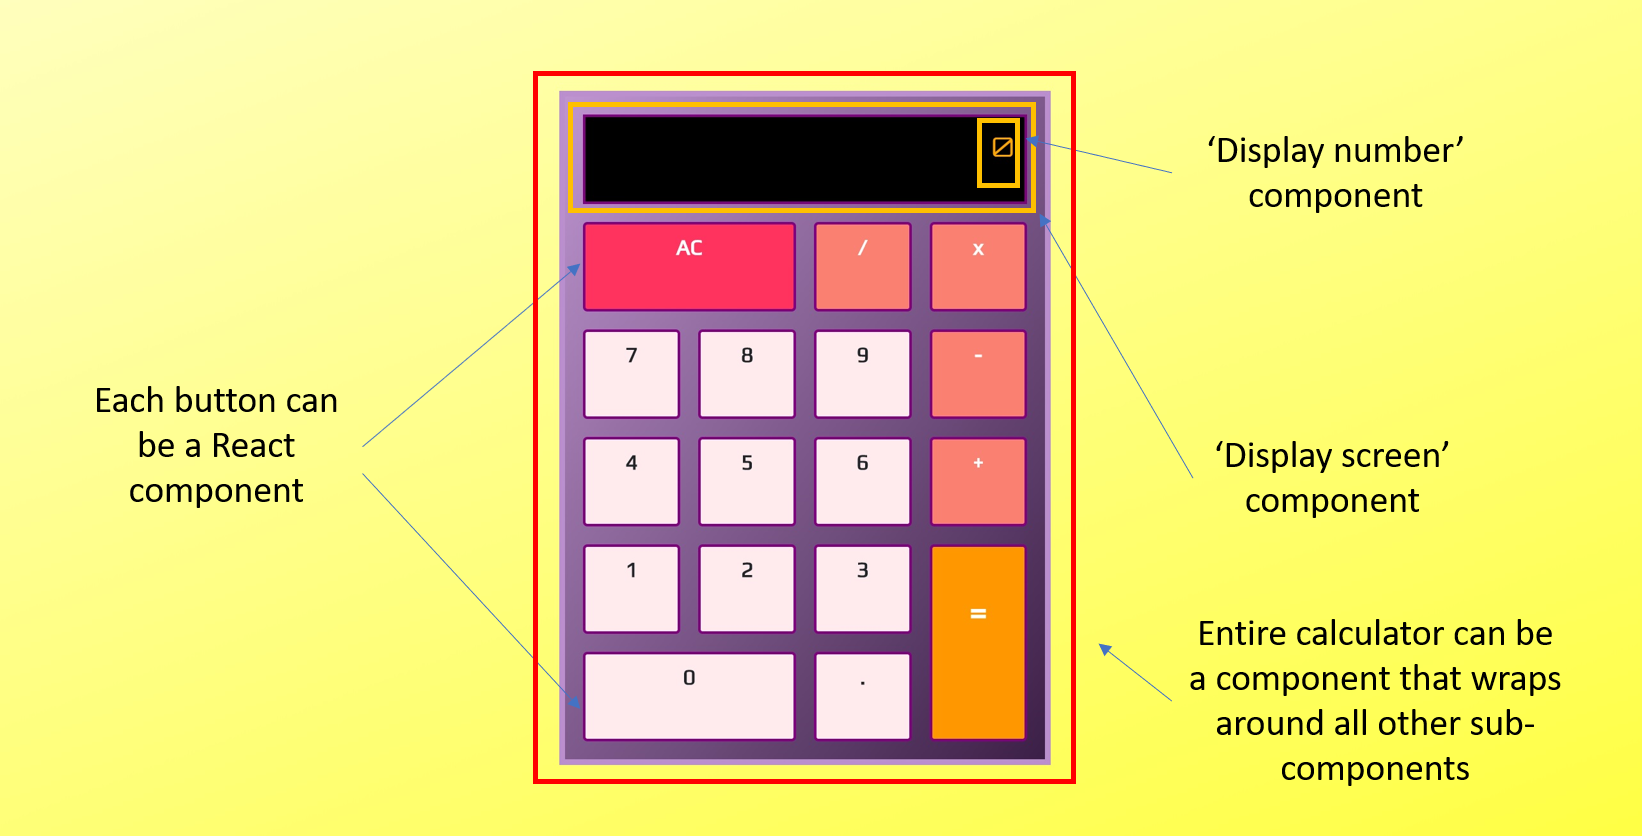 0
‘Display number’
component
AC
/
x
7
8
9
-
Each button can
be a React
component
4
5
6
+
‘Display screen’
component
1
2
3
=
0
.
Entire calculator can be
a component that wraps
around all other sub-
components